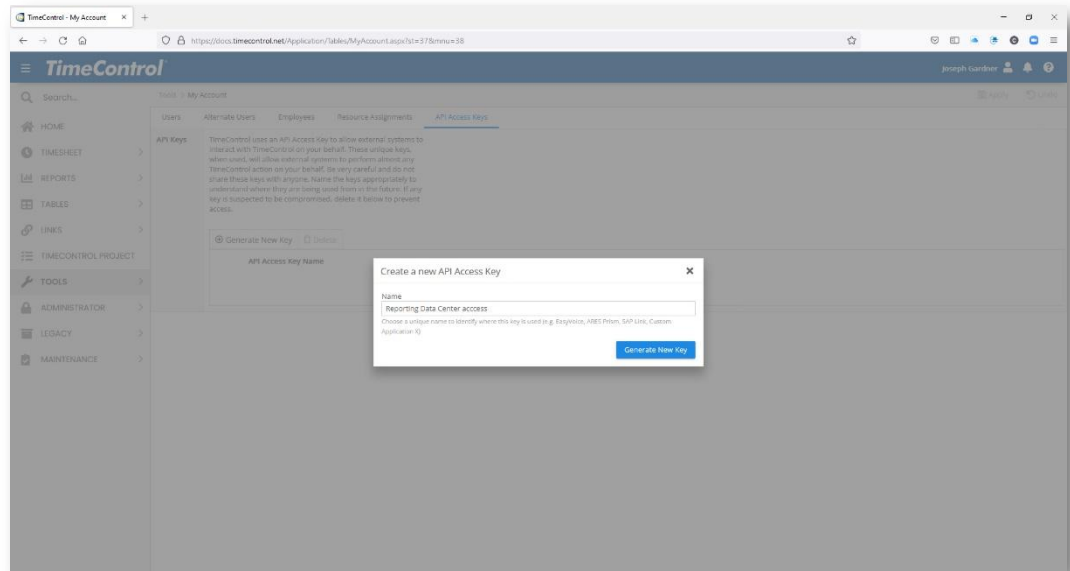 TimeControl - My Account
https://docs.timecontrol.net/Application/Tables/MyAccount.aspx?st=37&mnu=38
TimeControl
Joseph Gardner
Search...
Tools > My Account
Apply Undo
Users Alternate Users Employees Resource Assignments API Access Keys
HOME
TIMESHEET
REPORTS
TABLES
LINKS
TIMECONTROL PROJECT
TOOLS
ADMINISTRATOR
LEGACY
MAINTENANCE
API Keys
TimeControl uses an API Access Key to allow external systems to
interact with TimeControl on your behalf. These unique keys,
when used, will allow external systems to perform almost any
TimeControl action on your behalf. Be very careful and do not
share these keys with anyone. Name the keys appropriately to
understand where they are being used from in the future. If any
key is suspected to be compromised, delete it below to prevent
access.
Generate New Key Delete
API Access Key Name
Create a new API Access Key
Name
Reporting Data Center acccess
Choose a unique name to identify where this key is used (e.g. EasyVoice, ARES Prism, SAP Link, Custom
Application X)
Generate New Key